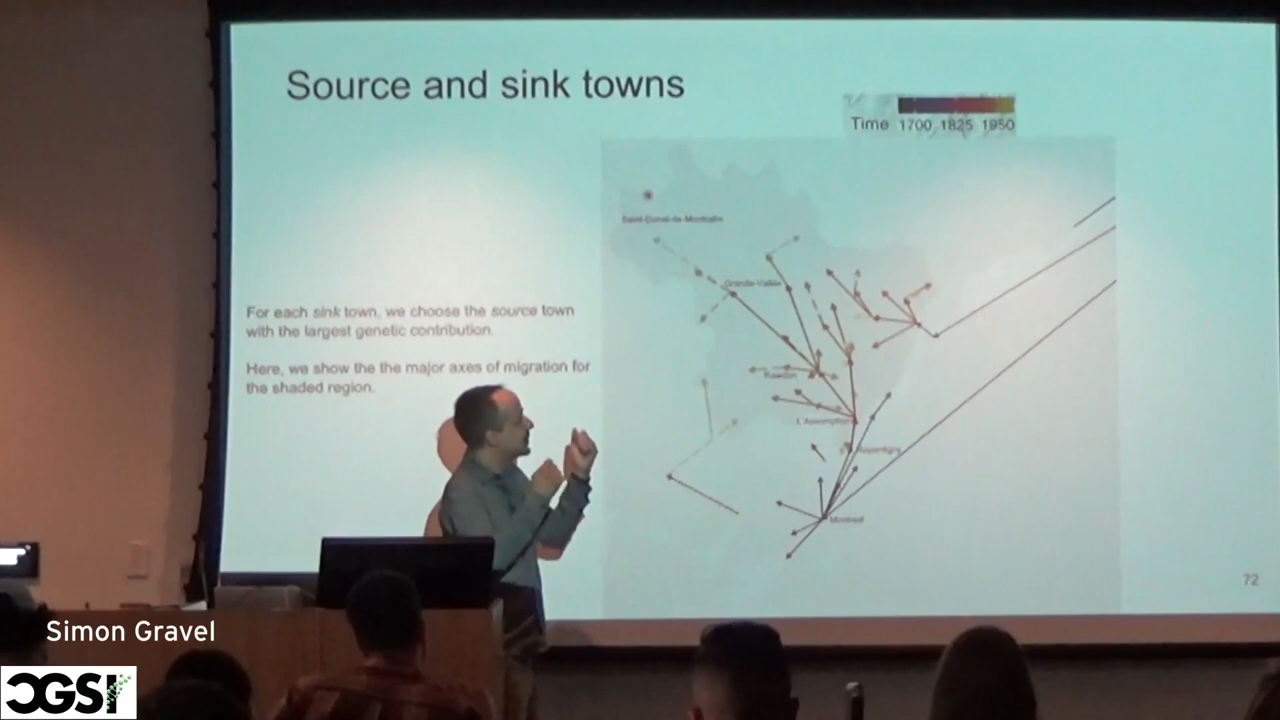 Source and sink towns
Time 1700 1825 1950
Saint-Donat-de-Montcalm
Grande-Vallée
For each sink town, we choose the source town
with the largest genetic contribution.
Here, we show the the major axes of migration for
the shaded region.
Rawdon
L'Assomption
Repentigny
Montreal
72
Simon Gravel
CGSI